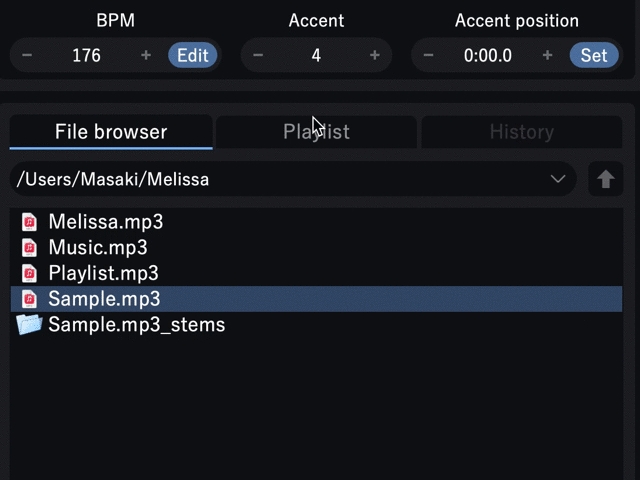 BPM Accent Accent position
− 176 + Edit − 4 + − 0:00.0 + Set
File browser Playlist History
/Users/Masaki/Melissa
Melissa.mp3
Music.mp3
Playlist.mp3
Sample.mp3
Sample.mp3_stems